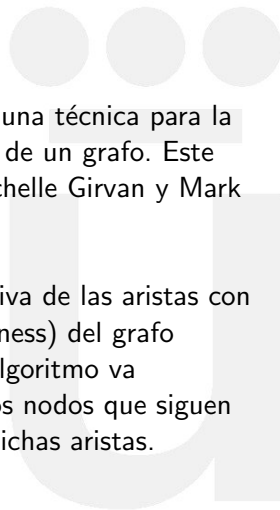 una técnica para la
de un grafo. Este
chelle Girvan y Mark
iva de las aristas con
ness) del grafo
lgoritmo va
os nodos que siguen
ichas aristas.